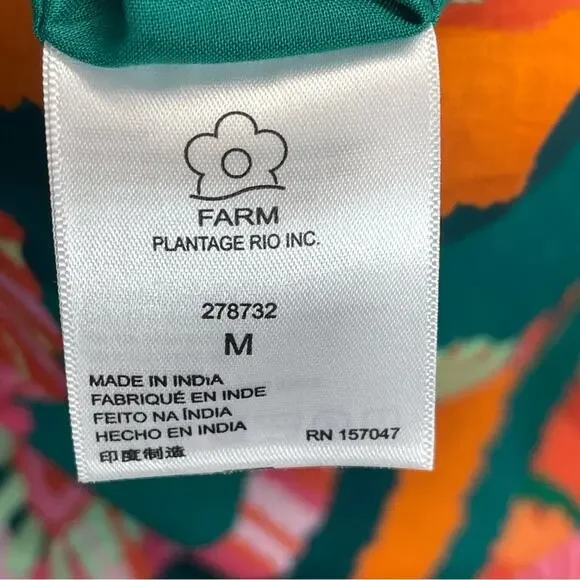 FARM
PLANTAGE RIO INC.
278732
M
MADE IN INDiA
FABRIQUÉ EN INDE
FEITO NA ÍNDIA
HECHO EN INDIA
RN 157047
印度制造